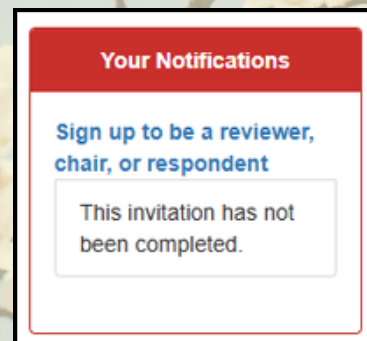 Your Notifications
Sign up to be a reviewer,
chair, or respondent
This invitation has not
been completed.